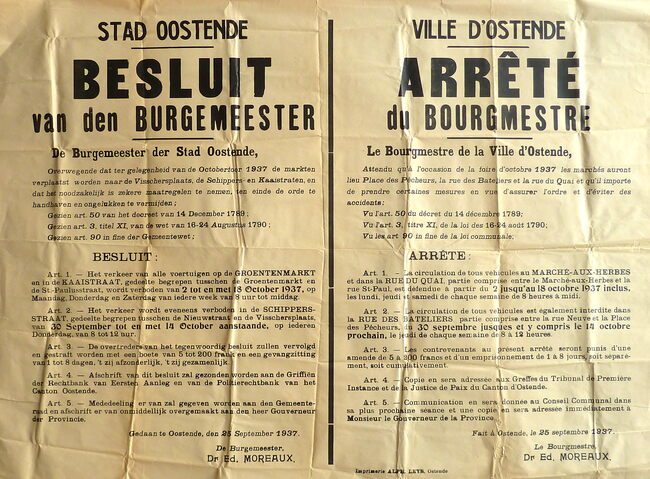 STAD OOSTENDE
BESLUIT
van den BURGEMEESTER
De Burgemeester der Stad Oostende,
Overwegende dat ter gelegenheid van de Octoberfoor 1937 de markten
verplaatst worden naar de Visschersplaats, de Schippers- en Kaaistraten, en
dat het noodzakelijk is zekere maatregelen te nemen, ten einde de orde te
handhaven en ongelukken te vermijden;
Gezien art. 50 van het decreet van 14 December 1789;
Gezien art. 3, titel XI, van de wet van 16-24 Augustus 1790;
Gezien art. 90 in fine der Gemeentewet;
BESLUIT:
Art. 1. - Het verkeer van alle voertuigen op de GROENTENMARKT
en in de KAAISTRAAT, gedeelte begrepen tusschen de Groentenmarkt en
de St-Paulusstraat, wordt verboden van 2 tot en met 18 October 1937, op
Maandag, Donderdag en Zaterdag van iedere week van 8 uur tot middag.
Art. 2. - Het verkeer wordt eveneens verboden in de SCHIPPERS-
STRAAT, gedeelte begrepen tusschen de Nieuwstraat en de Visschersplaats,
van 30 September tot en met 14 October aanstaande, op iederen
Donderdag, van 8 tot 12 uur.
Art. 3. - De overtreders van het tegenwoordig besluit zullen vervolgd
en gestraft worden met eene boete van 5 tot 200 frank en een gevangzitting
van 1 tot 8 dagen, 't zij afzonderlijk, 't zij gezamenlijk.
Art. 4. - Afschrift van dit besluit zal gezonden worden aan de Griffiën
der Rechtbank van Eersten Aanleg en van de Politierechtbank van het
Canton Oostende.
Art. 5. - Mededeeling er van zal gegeven worden aan den Gemeente-
raad en afschrift er van onmiddellijk overgemaakt aan den heer Gouverneur
der Provincie.
Gedaan te Oostende, den 25 September 1937.
De Burgemeester,
Dr Ed. MOREAUX.
VILLE D'OSTENDE
ARRÊTÉ
du BOURGMESTRE
Le Bourgmestre de la Ville d'Ostende,
Attendu qu'à l'occasion de la foire d'octobre 1937 les marchés auront
lieu Place des Pêcheurs, la rue des Bateliers et la rue du Quai et qu'il importe
de prendre certaines mesures en vue d'assurer l'ordre et d'éviter des
accidents:
Vu l'art. 50 du décret du 14 décembre 1789;
Vu l'art. 3, titre XI, de la loi des 16-24 août 1790;
Vu les art. 90 in fine de la loi communale;
ARRÊTE:
Art. 1 - La circulation de tous véhicules au MARCHÉ-AUX-HERBES
et dans la RUE DU QUAI, partie comprise entre le Marché-aux-Herbes et la
rue St-Paul, est défendue à partir du 2 jusqu'au 18 octobre 1937 inclus,
les lundi, jeudi et samedi de chaque semaine de 8 heures à midi.
Art. 2. - La circulation de tous véhicules est également interdite dans
la RUE DES BATELIERS, partie comprise entre la rue Neuve et la Place
des Pêcheurs, du 30 septembre jusques et y compris le 14 octobre
prochain, le jeudi de chaque semaine de 8 à 12 heures.
Art. 3. - Les contrevenants au présent arrêté seront punis d'une
amende de 5 à 200 francs et d'un emprisonnement de 1 à 8 jours, soit séparé-
ment, soit cumulativement.
Art. 4. - Copie en sera adressée aux Greffes du Tribunal de Première
Instance et de la Justice de Paix du Canton d'Ostende.
Art. 5. - Communication en sera donnée au Conseil Communal dans
sa plus prochaine séance et une copie en sera adressée immédiatement à
Monsieur le Gouverneur de la Province.
Fait à Ostende, le 25 septembre 1937.
Le Bourgmestre,
Dr Ed. MOREAUX.
Imprimerie ALPH. LEYS, Ostende